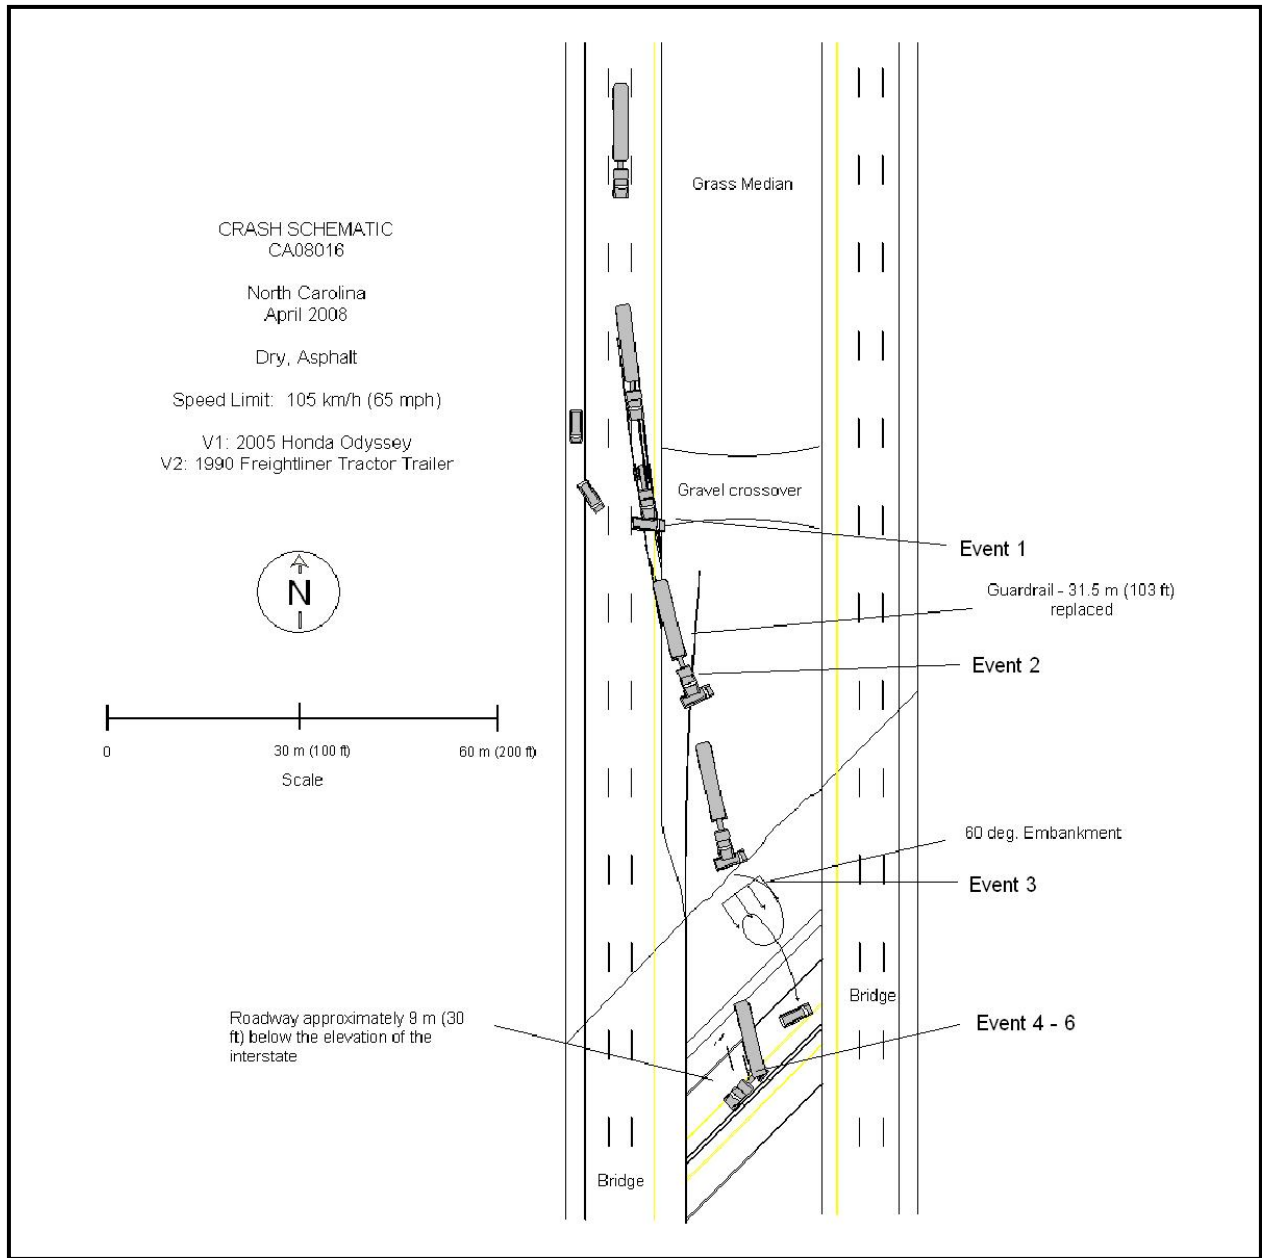 Grass Median
CRASH SCHEMATIC
CA08016
North Carolina
April 2008
Dry, Asphalt
Speed Limit: 105 km/h (65 mph)
V1: 2005 Honda Odyssey
V2: 1990 Freightliner Tractor Trailer
Gravel crossover
Event 1
N
Guardrail - 31.5 m (103 ft)
replaced
Event 2
0
30 m (100 ft)
60 m (200 ft)
Scale
60 deg. Embankment
Event 3
Bridge
Roadway approximately 9 m (30
ft) below the elevation of the
interstate
Event 4 - 6
Bridge